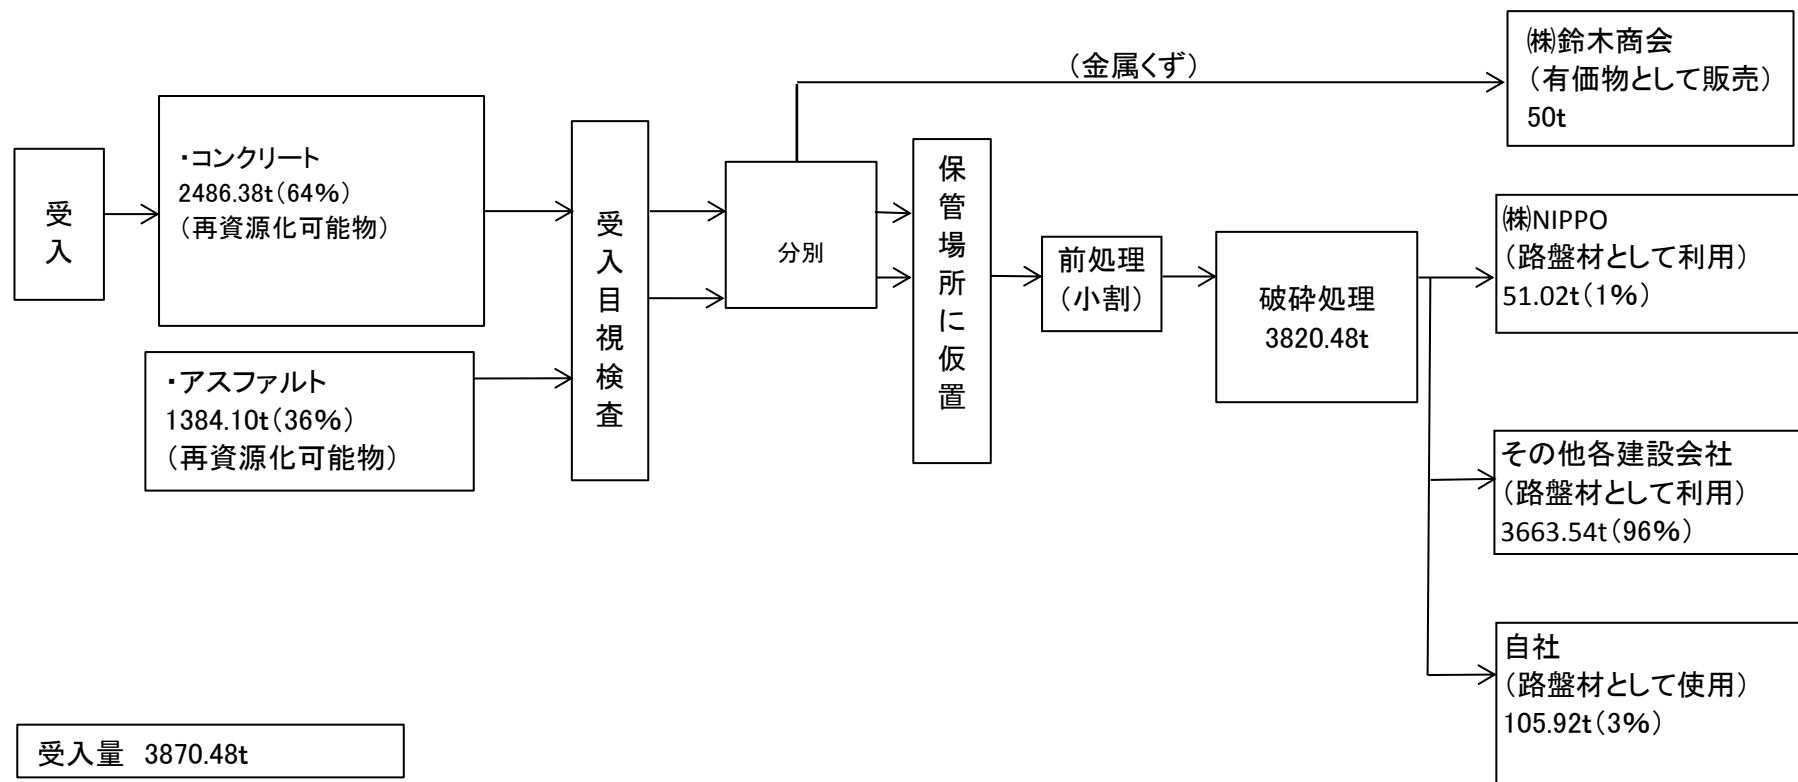 受入
・コンクリート
2486.38t(64%)
(再資源化可能物)
・アスファルト
1384.10t(36%)
(再資源化可能物)
受入目視検査
分別
(金属くず)
保管場所に仮置
前処理
(小割)
破砕処理
3820.48t
㈱鈴木商会
(有価物として販売)
50t
㈱NIPPO
(路盤材として利用)
51.02t(1%)
その他各建設会社
(路盤材として利用)
3663.54t(96%)
自社
(路盤材として使用)
105.92t(3%)
受入量 3870.48t